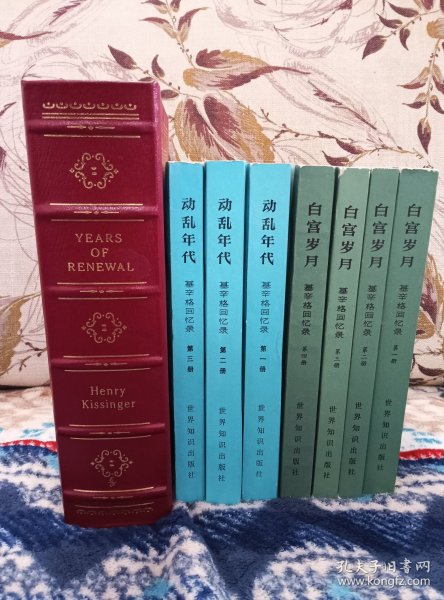 YEARS
OF
RENEWAL
Henry
Kissinger
动乱年代
基辛格回忆录
第三册
世界知识出版社
动乱年代
基辛格回忆录
第二册
世界知识出版社
动乱年代
基辛格回忆录
第一册
世界知识出版社
白宫岁月
基辛格回忆录
第四册
世界知识出版社
白宫岁月
基辛格回忆录
第三册
世界知识出版社
白宫岁月
基辛格回忆录
第二册
世界知识出版社
白宫岁月
基辛格回忆录
第一册
世界知识出版社
孔夫子旧书网
www.kongfz.com